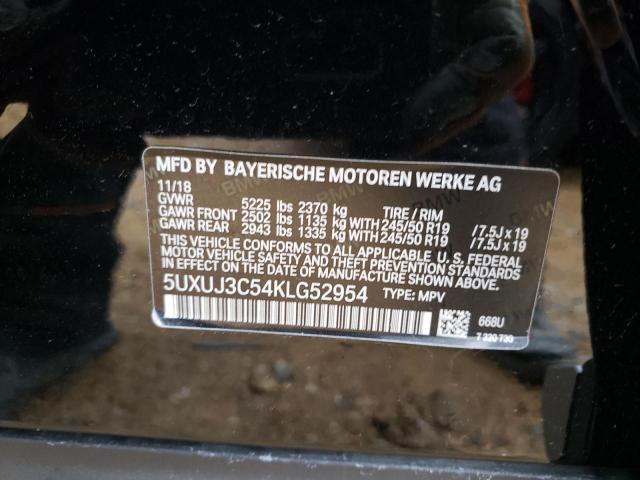 MFD BY BAYERISCHE MOTOREN WERKE AG
11/18
GVWR 5225 lbs 2370 kg TIRE / RIM
GAWR FRONT 2502 lbs 1135 kg WITH 245/50 R19 /7.5J x 19
GAWR REAR 2943 lbs 1335 kg WITH 245/50 R19 /7.5J x 19
THIS VEHICLE CONFORMS TO ALL APPLICABLE U. S. FEDERAL
MOTOR VEHICLE SAFETY, BUMPER, AND THEFT PREVENTION
STANDARDS IN EFFECT ON THE DATE OF MANUFACTURE SHOWN ABOVE.
5UXUJ3C54KLG52954 TYPE: MPV
668U
7 320 730